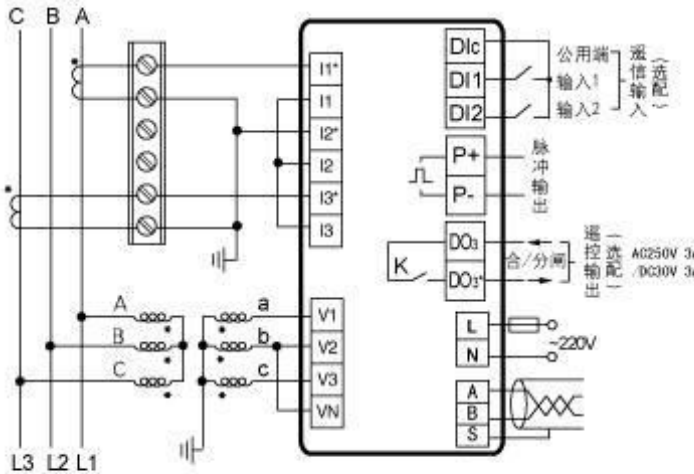 C B A
I1*
I1
I2*
I2
I3*
I3
DIc
DI1
DI2
公用端
输入1
输入2
遥信输入
(选配)
P+
P-
脉冲输出
DO3
DO3*
K
合/分闸
遥控输出
(选配)
AC250V 3A
/DC30V 3A
A
B
C
a
b
c
V1
V2
V3
VN
L
N
~220V
A
B
S
L3 L2 L1